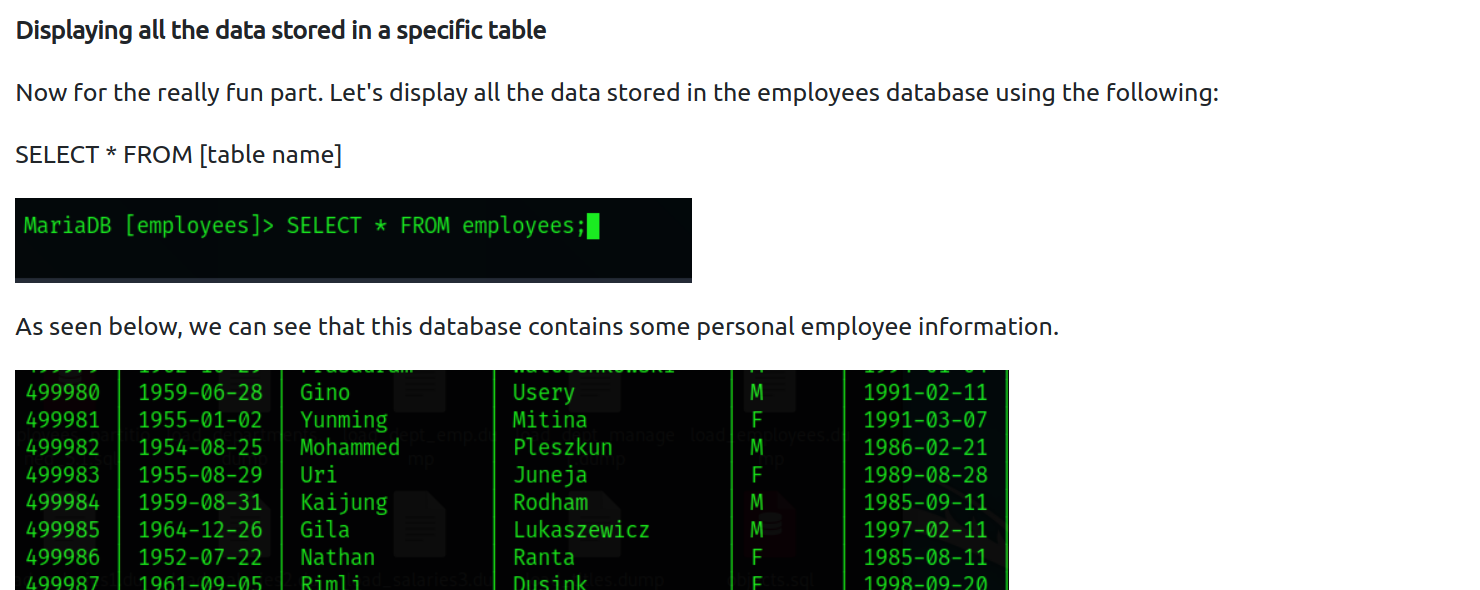 Displaying all the data stored in a specific table
Now for the really fun part. Let's display all the data stored in the employees database using the following:
SELECT * FROM [table name]
MariaDB [employees]> SELECT * FROM employees;
As seen below, we can see that this database contains some personal employee information.
499980 | 1959-06-28 | Gino | Usery | M | 1991-02-11
499981 | 1955-01-02 | Yunming | Mitina | F | 1991-03-07
499982 | 1954-08-25 | Mohammed | Pleszkun | M | 1986-02-21
499983 | 1955-08-29 | Uri | Juneja | F | 1989-08-28
499984 | 1959-08-31 | Kaijung | Rodham | M | 1985-09-11
499985 | 1964-12-26 | Gila | Lukaszewicz | M | 1997-02-11
499986 | 1952-07-22 | Nathan | Ranta | F | 1985-08-11
499987 | 1961-09-05 | Rimli | Dusink | F | 1998-09-20